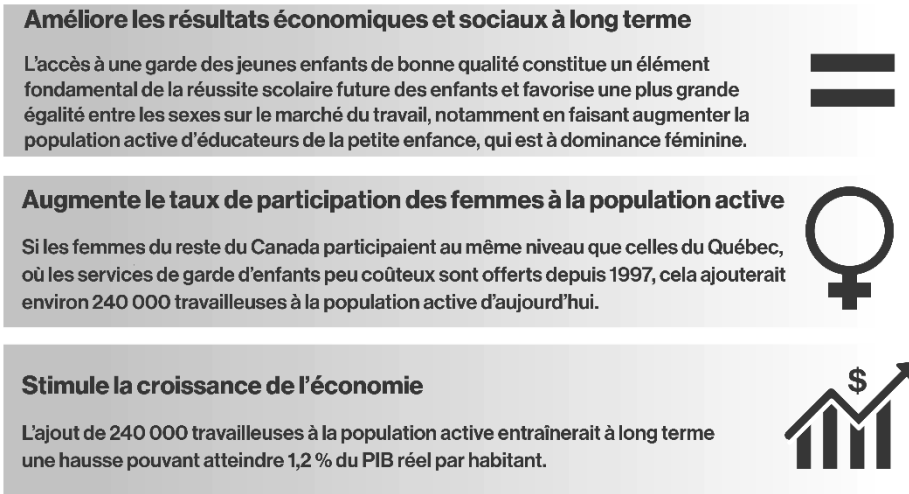 Améliore les résultats économiques et sociaux à long terme
L'accès à une garde des jeunes enfants de bonne qualité constitue un élément
fondamental de la réussite scolaire future des enfants et favorise une plus grande
égalité entre les sexes sur le marché du travail, notamment en faisant augmenter la
population active d'éducateurs de la petite enfance, qui est à dominance féminine.
Augmente le taux de participation des femmes à la population active
Si les femmes du reste du Canada participaient au même niveau que celles du Québec,
où les services de garde d'enfants peu coûteux sont offerts depuis 1997, cela ajouterait
environ 240 000 travailleuses à la population active d'aujourd'hui.
Stimule la croissance de l'économie
$
L'ajout de 240 000 travailleuses à la population active entraînerait à long terme
une hausse pouvant atteindre 1,2 % du PIB réel par habitant.